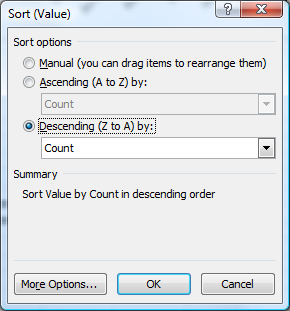 Sort (Value)
Sort options
Manual (you can drag items to rearrange them)
Ascending (A to Z) by:
Count
Descending (Z to A) by:
Count
Summary
Sort Value by Count in descending order
More Options... OK Cancel